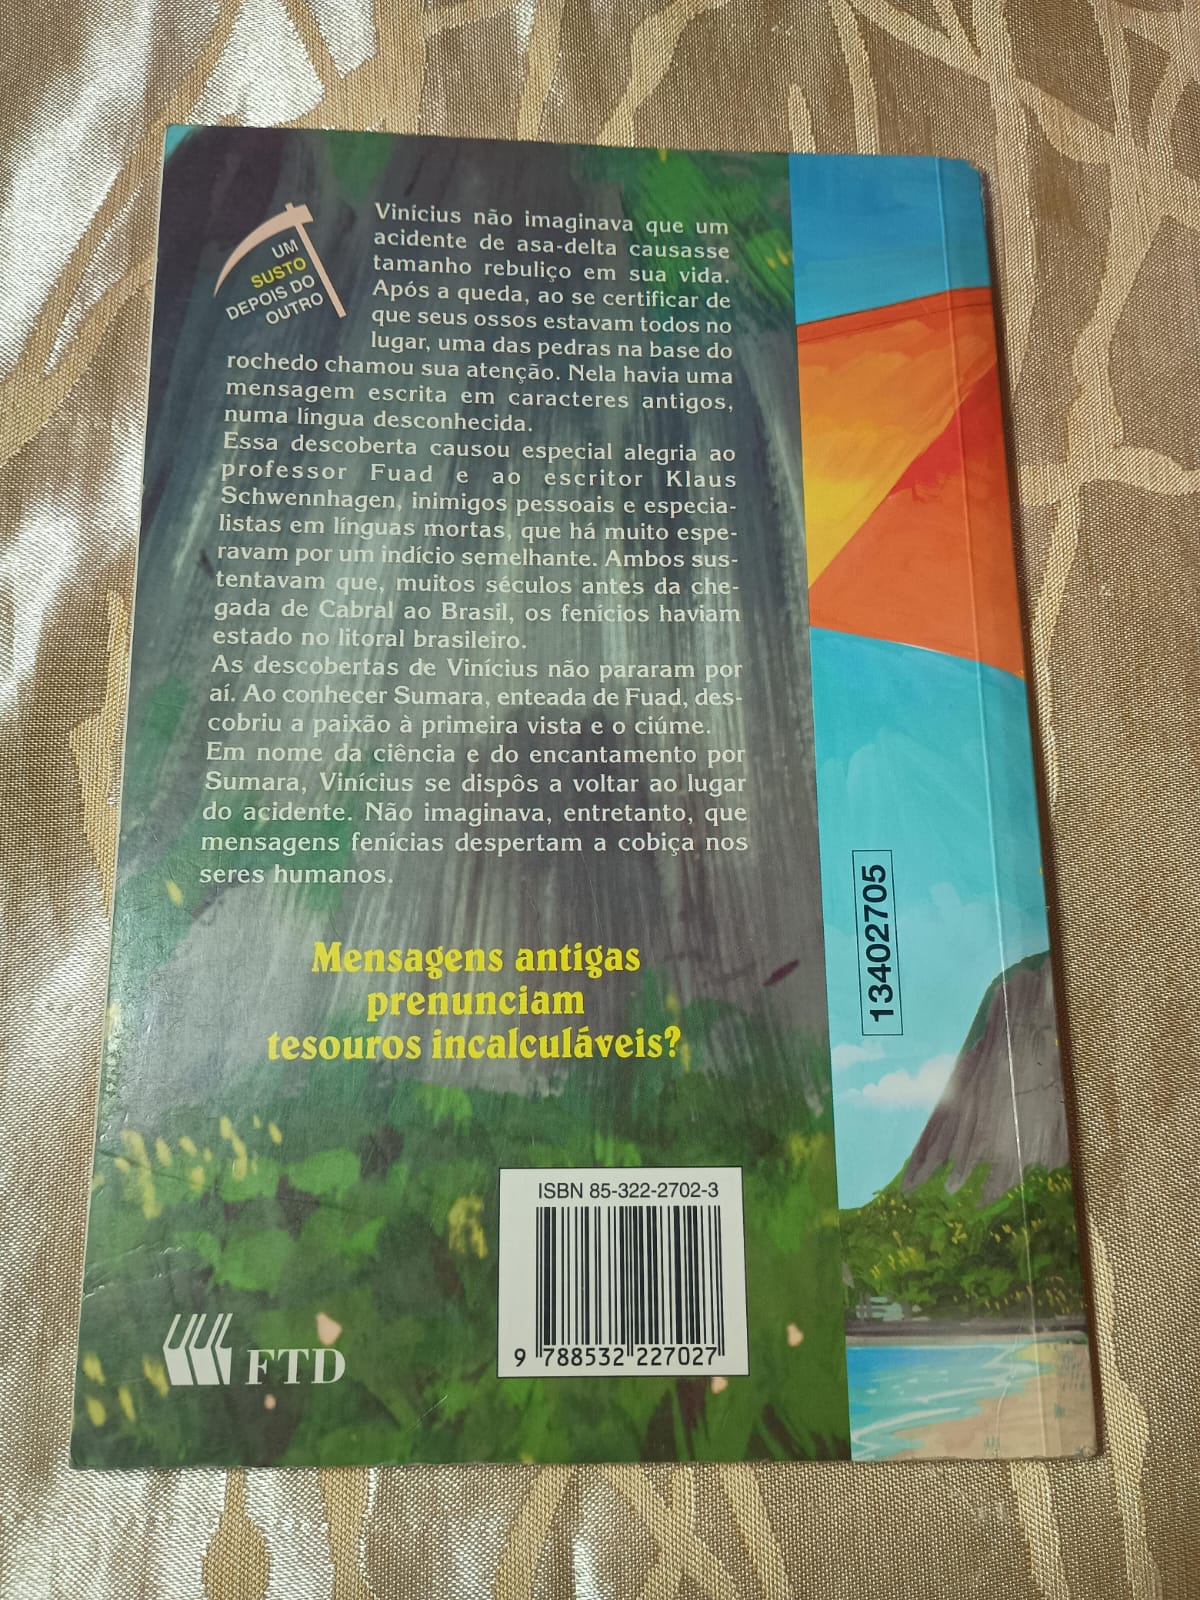 UM
SUSTO
DEPOIS DO
OUTRO
Vinícius não imaginava que um
acidente de asa-delta causasse
tamanho rebuliço em sua vida.
Após a queda, ao se certificar de
que seus ossos estavam todos no
lugar, uma das pedras na base do
rochedo chamou sua atenção. Nela havia uma
mensagem escrita em caracteres antigos,
numa língua desconhecida.
Essa descoberta causou especial alegria ao
professor Fuad e ao escritor Klaus
Schwennhagen, inimigos pessoais e especia-
listas em línguas mortas, que há muito espe-
ravam por um indício semelhante. Ambos sus-
tentavam que, muitos séculos antes da che-
gada de Cabral ao Brasil, os fenícios haviam
estado no litoral brasileiro.
As descobertas de Vinícius não pararam por
aí. Ao conhecer Sumara, enteada de Fuad, des-
cobriu a paixão à primeira vista e o ciúme.
Em nome da ciência e do encantamento por
Sumara, Vinícius se dispôs a voltar ao lugar
do acidente. Não imaginava, entretanto, que
mensagens fenícias despertam a cobiça nos
seres humanos.
Mensagens antigas
prenunciam
tesouros incalculáveis?
13402705
ISBN 85-322-2702-3
9 788532 227027
FTD